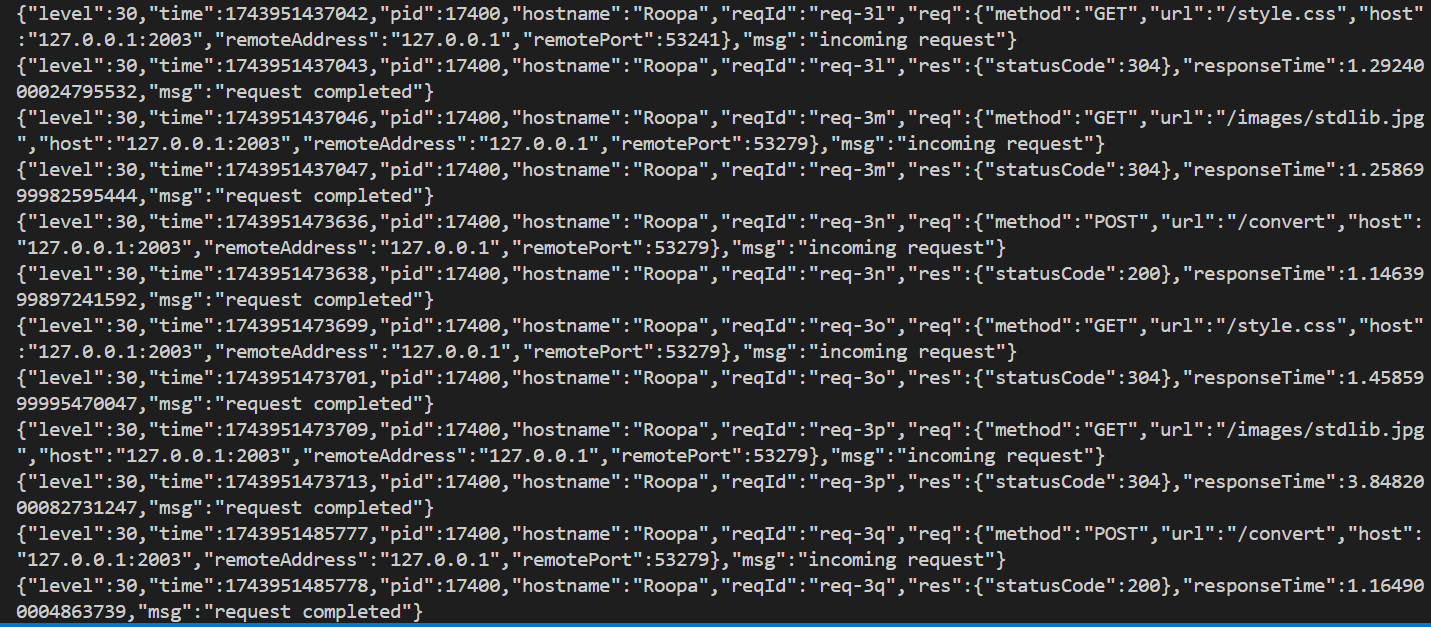 {"level":30,"time":1743951437042,"pid":17400,"hostname":"Roopa","reqId":"req-3l","req":{"method":"GET","url":"/style.css","host"
:"127.0.0.1:2003","remoteAddress":"127.0.0.1","remotePort":53241},"msg":"incoming request"}
{"level":30,"time":1743951437043,"pid":17400,"hostname":"Roopa","reqId":"req-3l","res":{"statusCode":304},"responseTime":1.29240
00024795532,"msg":"request completed"}
{"level":30,"time":1743951437046,"pid":17400,"hostname":"Roopa","reqId":"req-3m","req":{"method":"GET","url":"/images/stdlib.jpg
","host":"127.0.0.1:2003","remoteAddress":"127.0.0.1","remotePort":53279},"msg":"incoming request"}
{"level":30,"time":1743951437047,"pid":17400,"hostname":"Roopa","reqId":"req-3m","res":{"statusCode":304},"responseTime":1.25869
99982595444,"msg":"request completed"}
{"level":30,"time":1743951473636,"pid":17400,"hostname":"Roopa","reqId":"req-3n","req":{"method":"POST","url":"/convert","host":
"127.0.0.1:2003","remoteAddress":"127.0.0.1","remotePort":53279},"msg":"incoming request"}
{"level":30,"time":1743951473638,"pid":17400,"hostname":"Roopa","reqId":"req-3n","res":{"statusCode":200},"responseTime":1.14639
99897241592,"msg":"request completed"}
{"level":30,"time":1743951473699,"pid":17400,"hostname":"Roopa","reqId":"req-3o","req":{"method":"GET","url":"/style.css","host"
:"127.0.0.1:2003","remoteAddress":"127.0.0.1","remotePort":53279},"msg":"incoming request"}
{"level":30,"time":1743951473701,"pid":17400,"hostname":"Roopa","reqId":"req-3o","res":{"statusCode":304},"responseTime":1.45859
99995470047,"msg":"request completed"}
{"level":30,"time":1743951473709,"pid":17400,"hostname":"Roopa","reqId":"req-3p","req":{"method":"GET","url":"/images/stdlib.jpg
","host":"127.0.0.1:2003","remoteAddress":"127.0.0.1","remotePort":53279},"msg":"incoming request"}
{"level":30,"time":1743951473713,"pid":17400,"hostname":"Roopa","reqId":"req-3p","res":{"statusCode":304},"responseTime":3.84820
00082731247,"msg":"request completed"}
{"level":30,"time":1743951485777,"pid":17400,"hostname":"Roopa","reqId":"req-3q","req":{"method":"POST","url":"/convert","host":
"127.0.0.1:2003","remoteAddress":"127.0.0.1","remotePort":53279},"msg":"incoming request"}
{"level":30,"time":1743951485778,"pid":17400,"hostname":"Roopa","reqId":"req-3q","res":{"statusCode":200},"responseTime":1.16490
0004863739,"msg":"request completed"}